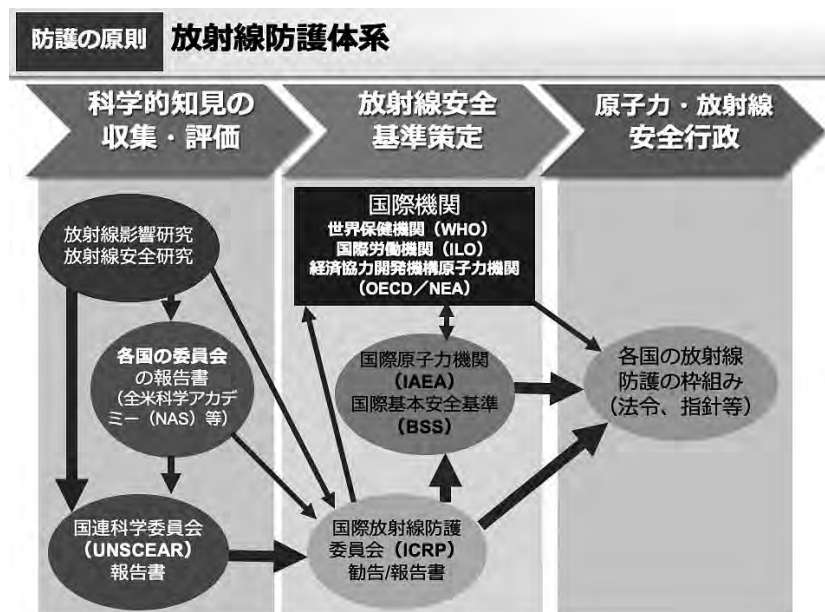 防護の原則 放射線防護体系
科学的知見の
収集・評価
放射線安全
基準策定
原子力・放射線
安全行政
放射線影響研究
放射線安全研究
各国の委員会
の報告書
(全米科学アカデ
ミー(NAS)等)
国連科学委員会
(UNSCEAR)
報告書
国際機関
世界保健機関(WHO)
国際労働機関(ILO)
経済協力開発機構原子力機関
(OECD/NEA)
国際原子力機関
(IAEA)
国際基本安全基準
(BSS)
国際放射線防護
委員会(ICRP)
勧告/報告書
各国の放射線
防護の枠組み
(法令、指針等)